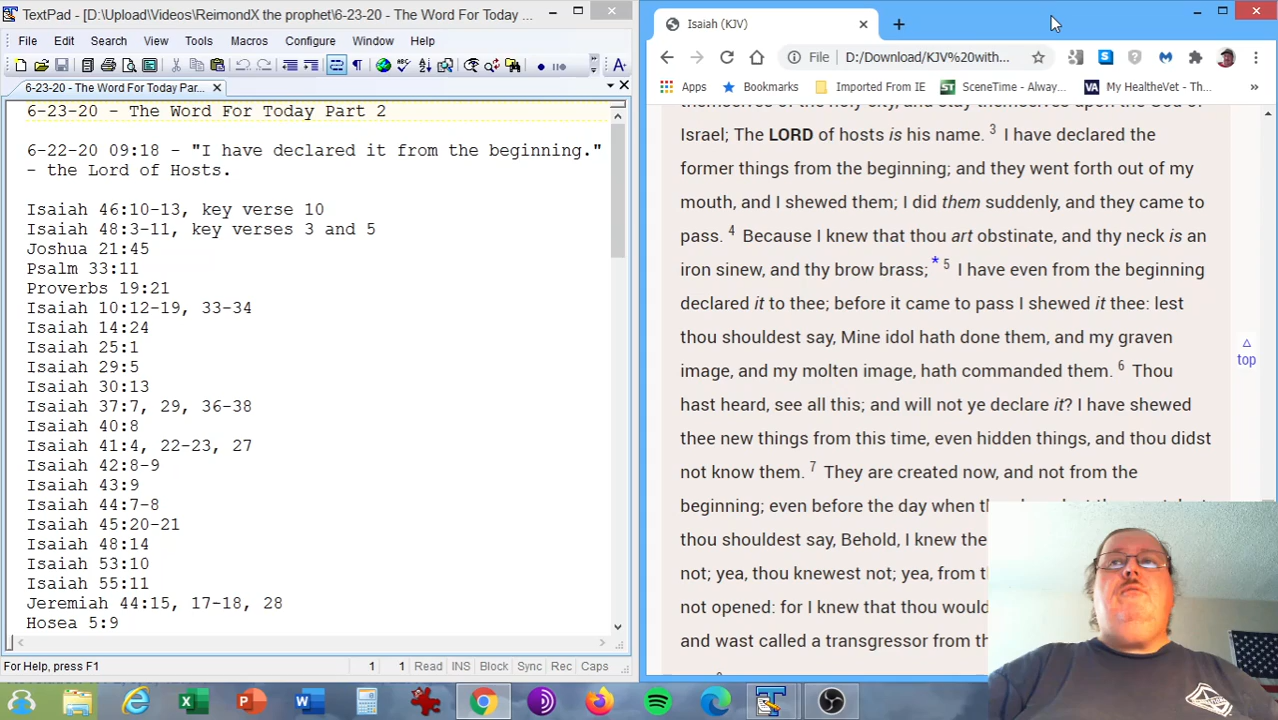 TextPad - [D:\Upload\Videos\ReimondX the prophet\6-23-20 - The Word For Today ...
File Edit Search View Tools Macros Configure Window Help
6-23-20 - The Word For Today Par...
6-23-20 - The Word For Today Part 2
6-22-20 09:18 - "I have declared it from the beginning."
- the Lord of Hosts.
Isaiah 46:10-13, key verse 10
Isaiah 48:3-11, key verses 3 and 5
Joshua 21:45
Psalm 33:11
Proverbs 19:21
Isaiah 10:12-19, 33-34
Isaiah 14:24
Isaiah 25:1
Isaiah 29:5
Isaiah 30:13
Isaiah 37:7, 29, 36-38
Isaiah 40:8
Isaiah 41:4, 22-23, 27
Isaiah 42:8-9
Isaiah 43:9
Isaiah 44:7-8
Isaiah 45:20-21
Isaiah 48:14
Isaiah 53:10
Isaiah 55:11
Jeremiah 44:15, 17-18, 28
Hosea 5:9
For Help, press F1 1 1 Read INS Block Sync Rec Caps
Isaiah (KJV)
File D:/Download/KJV%20with...
Apps Bookmarks Imported From IE ST SceneTime - Alway... VA My HealtheVet - Th... »
themselves of the holy city, and stay themselves upon the God of
Israel; The LORD of hosts is his name. 3 I have declared the
former things from the beginning; and they went forth out of my
mouth, and I shewed them; I did them suddenly, and they came to
pass. 4 Because I knew that thou art obstinate, and thy neck is an
iron sinew, and thy brow brass;* 5 I have even from the beginning
declared it to thee; before it came to pass I shewed it thee: lest
thou shouldest say, Mine idol hath done them, and my graven
image, and my molten image, hath commanded them. 6 Thou
hast heard, see all this; and will not ye declare it? I have shewed
thee new things from this time, even hidden things, and thou didst
not know them. 7 They are created now, and not from the
beginning; even before the day when
thou shouldest say, Behold, I knew
not; yea, thou knewest not; yea, from
not opened: for I knew that thou
and wast called a transgressor from
△
top